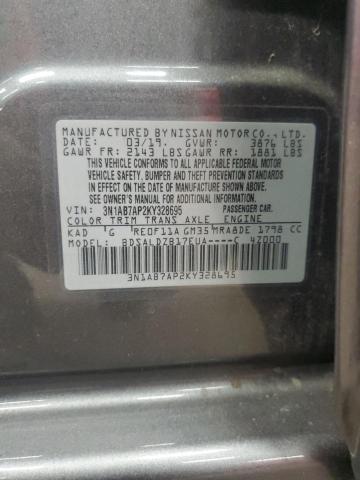 MANUFACTURED BY NISSAN MOTOR CO., LTD.
DATE: 03/19. GVWR: 3876 LBS
GAWR FR: 2143 LBS GAWR RR: 1881 LBS
THIS VEHICLE CONFORMS TO ALL APPLICABLE FEDERAL MOTOR
VEHICLE SAFETY, BUMPER AND THEFT PREVENTION STANDARDS
IN EFFECT ON THE DATE OF MANUFACTURE SHOWN ABOVE.
SEE OWNER'S MANUAL FOR ADDITIONAL INFORMATION.
VIN: 3N1AB7AP2KY328695 PASSENGER CAR.
COLOR TRIM TRANS AXLE ENGINE
KAD G RE0F11A GM35 MRA8DE 1798 CC
MODEL: BDSALDZB17EUA----C 4Z000
3N1AB7AP2KY328695